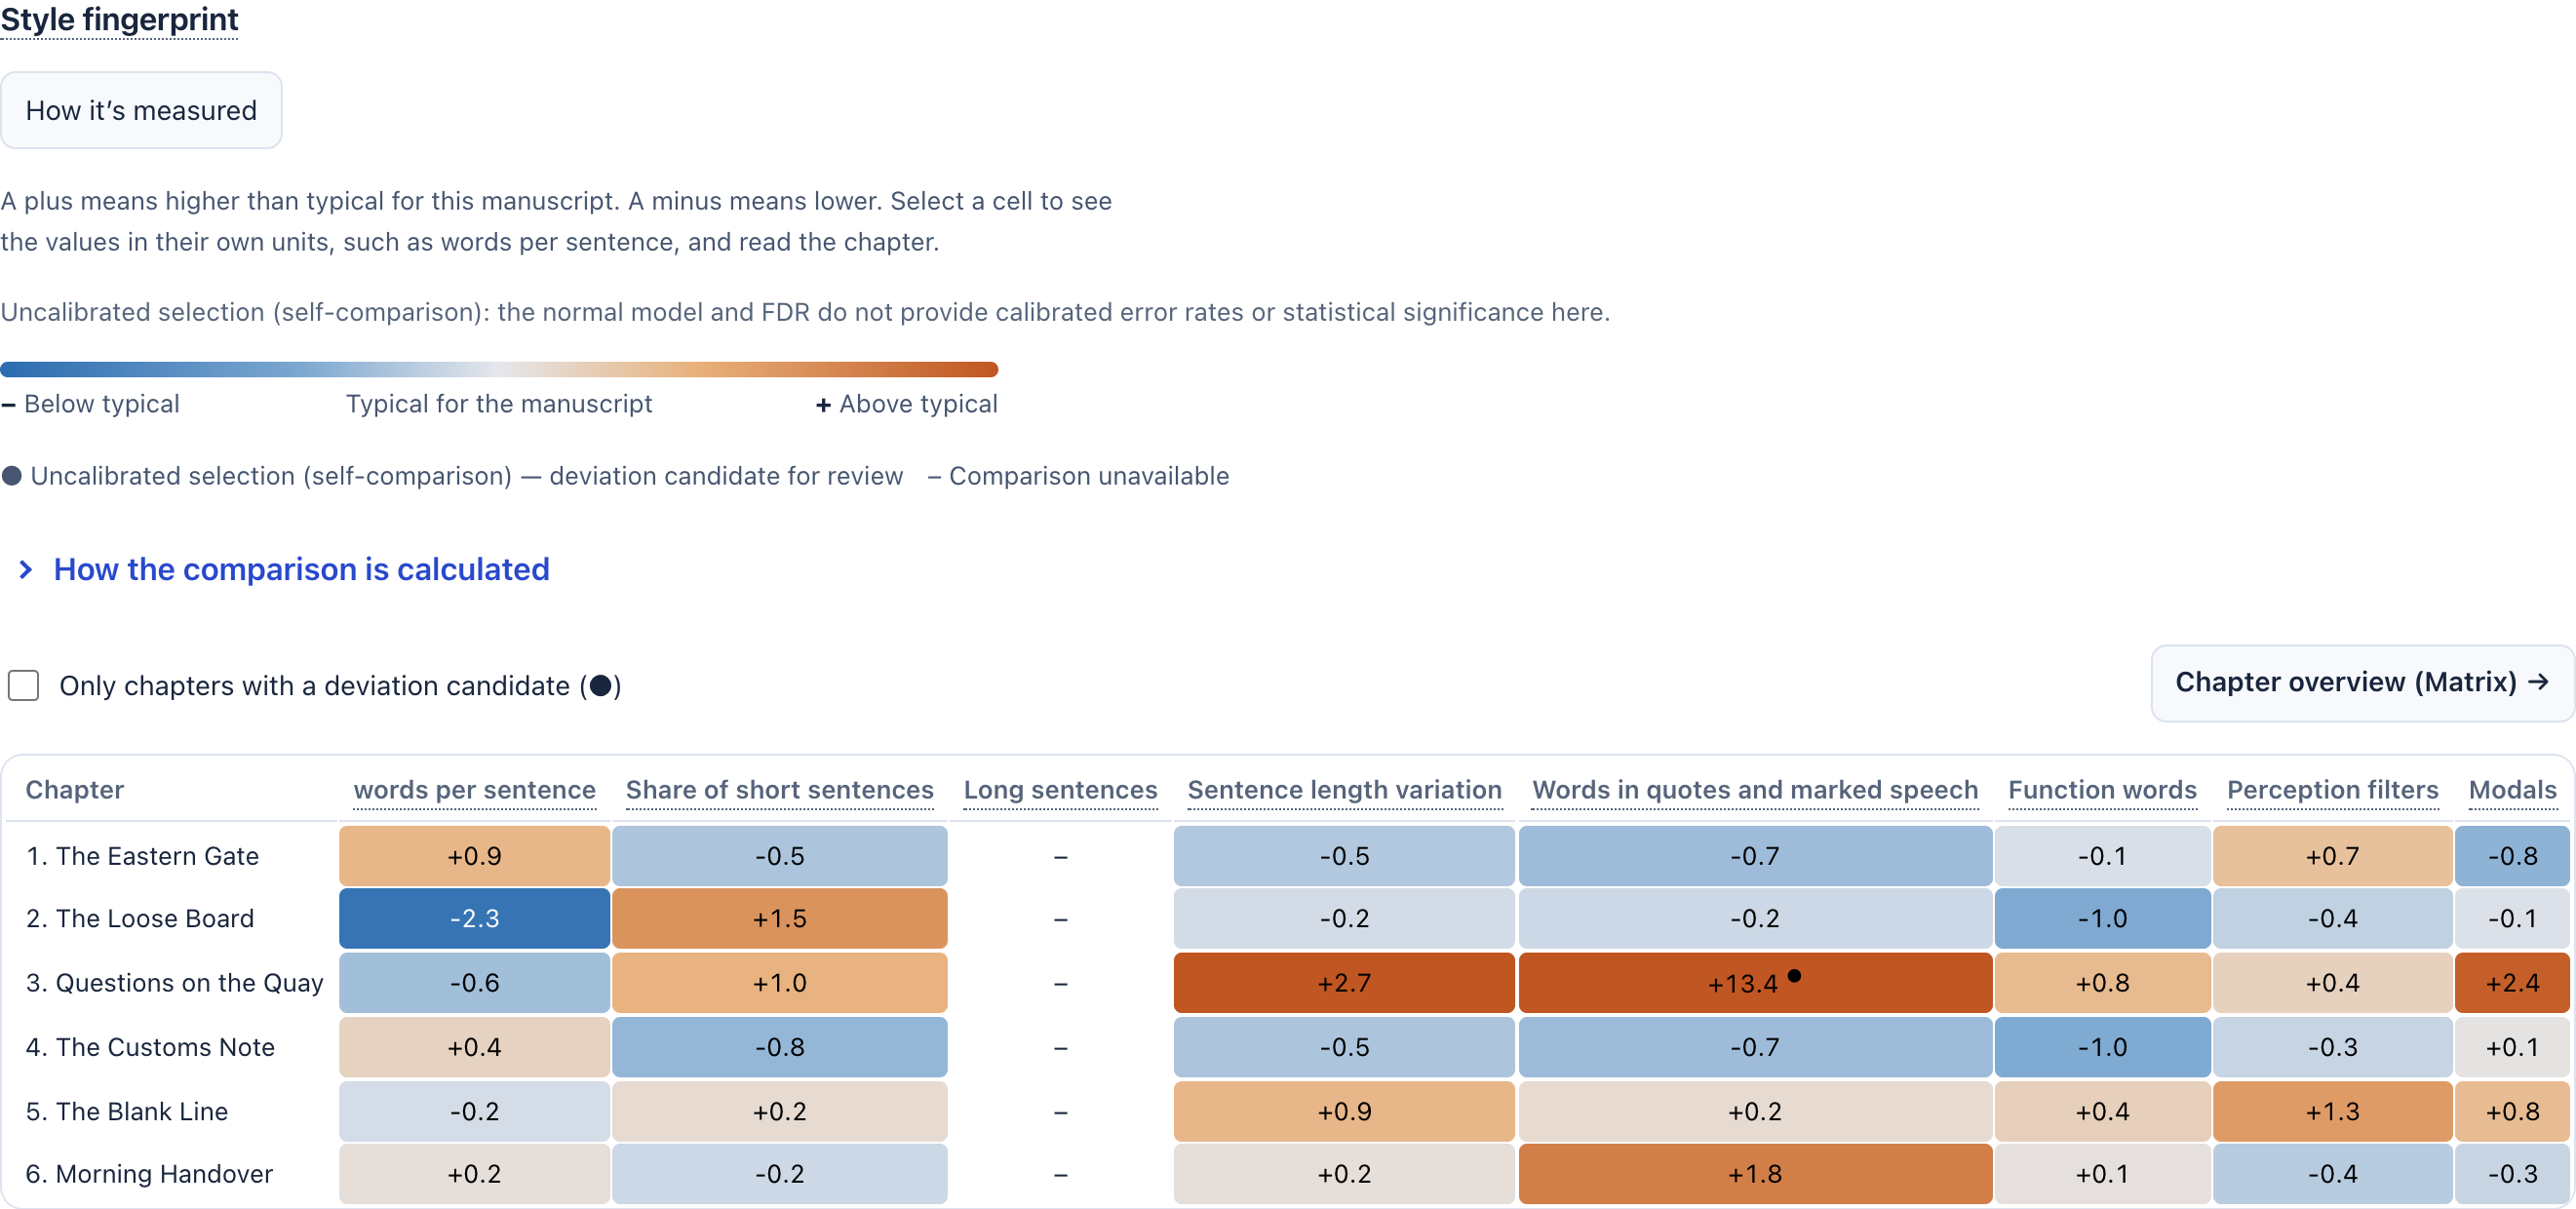 Style fingerprint
How it’s measured
A plus means higher than typical for this manuscript. A minus means lower. Select a cell to see
the values in their own units, such as words per sentence, and read the chapter.
Uncalibrated selection (self-comparison): the normal model and FDR do not provide calibrated error rates or statistical significance here.
– Below typical Typical for the manuscript + Above typical
● Uncalibrated selection (self-comparison) — deviation candidate for review – Comparison unavailable
› How the comparison is calculated
Only chapters with a deviation candidate (●) Chapter overview (Matrix) →
Chapter words per sentence Share of short sentences Long sentences Sentence length variation Words in quotes and marked speech Function words Perception filters Modals
1. The Eastern Gate +0.9 -0.5 – -0.5 -0.7 -0.1 +0.7 -0.8
2. The Loose Board -2.3 +1.5 – -0.2 -0.2 -1.0 -0.4 -0.1
3. Questions on the Quay -0.6 +1.0 – +2.7 +13.4 ● +0.8 +0.4 +2.4
4. The Customs Note +0.4 -0.8 – -0.5 -0.7 -1.0 -0.3 +0.1
5. The Blank Line -0.2 +0.2 – +0.9 +0.2 +0.4 +1.3 +0.8
6. Morning Handover +0.2 -0.2 – +0.2 +1.8 +0.1 -0.4 -0.3